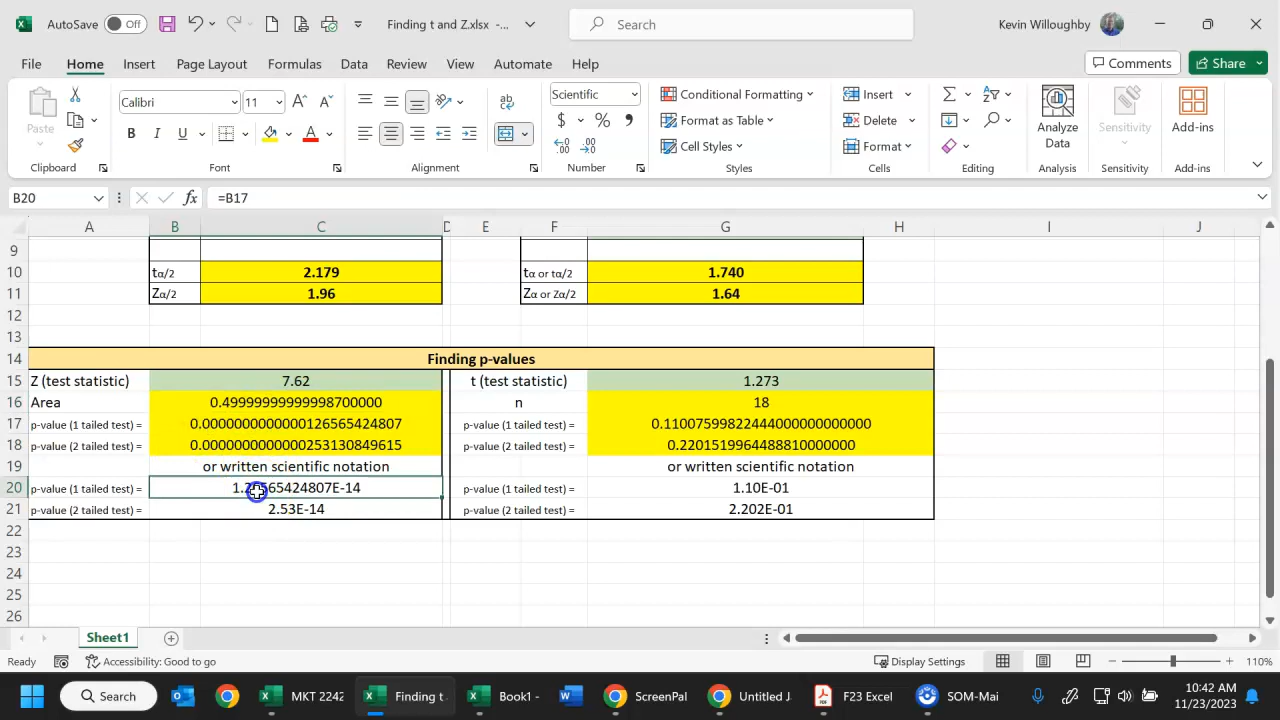 AutoSave Off Finding t and Z.xlsx -... Search Kevin Willoughby
File Home Insert Page Layout Formulas Data Review View Automate Help Comments Share
Paste Calibri 11 A A ab Scientific Conditional Formatting Insert Analyze Data Sensitivity Add-ins
B I U A $ % 9 Format as Table Delete
Cell Styles Format
Clipboard Font Alignment Number Styles Cells Editing Analysis Sensitivity Add-ins
B20 fx =B17
A B C D E F G H I J
9
10 tα/2 2.179 tα or tα/2 1.740
11 Zα/2 1.96 Zα or Zα/2 1.64
12
13
14 Finding p-values
15 Z (test statistic) 7.62 t (test statistic) 1.273
16 Area 0.49999999999998700000 n 18
17 p-value (1 tailed test) = 0.0000000000000126565424807 p-value (1 tailed test) = 0.11007599822444000000000000
18 p-value (2 tailed test) = 0.0000000000000253130849615 p-value (2 tailed test) = 0.2201519964488810000000
19 or written scientific notation or written scientific notation
20 p-value (1 tailed test) = 1.26565424807E-14 p-value (1 tailed test) = 1.10E-01
21 p-value (2 tailed test) = 2.53E-14 p-value (2 tailed test) = 2.202E-01
22
23
24
25
26
Sheet1
Ready Accessibility: Good to go Display Settings 110%
Search MKT 2242 Finding t Book1 - ScreenPal Untitled J F23 Excel SOM-Mai 10:42 AM
11/23/2023